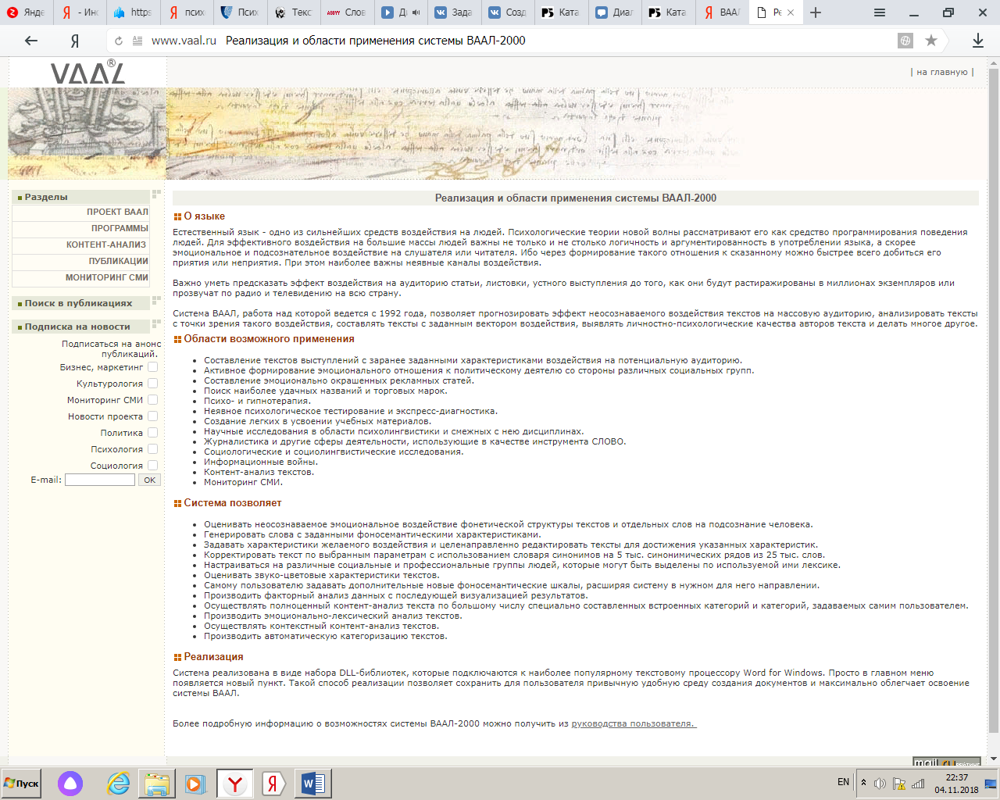 Янде
- Инс
https
псих
Псих
Текс
ABBYY Слов
Ди
Зада
Созд
Ката
Диал
Ката
ВААЛ
Ре
www.vaal.ru Реализация и области применения системы ВААЛ-2000
VAAL®
| на главную |
Разделы
ПРОЕКТ ВААЛ
ПРОГРАММЫ
КОНТЕНТ-АНАЛИЗ
ПУБЛИКАЦИИ
МОНИТОРИНГ СМИ
Поиск в публикациях
Подписка на новости
Подписаться на анонс
публикаций.
Бизнес, маркетинг
Культурология
Мониторинг СМИ
Новости проекта
Политика
Психология
Социология
E-mail: OK
Реализация и области применения системы ВААЛ-2000
О языке
Естественный язык - одно из сильнейших средств воздействия на людей. Психологические теории новой волны рассматривают его как средство программирования поведения
людей. Для эффективного воздействия на большие массы людей важны не только и не столько логичность и аргументированность в употреблении языка, а скорее
эмоциональное и подсознательное воздействие на слушателя или читателя. Ибо через формирование такого отношения к сказанному можно быстрее всего добиться его
приятия или неприятия. При этом наиболее важны неявные каналы воздействия.
Важно уметь предсказать эффект воздействия на аудиторию статьи, листовки, устного выступления до того, как они будут растиражированы в миллионах экземпляров или
прозвучат по радио и телевидению на всю страну.
Система ВААЛ, работа над которой ведется с 1992 года, позволяет прогнозировать эффект неосознаваемого воздействия текстов на массовую аудиторию, анализировать тексты
с точки зрения такого воздействия, составлять тексты с заданным вектором воздействия, выявлять личностно-психологические качества авторов текста и делать многое другое.
Области возможного применения
Составление текстов выступлений с заранее заданными характеристиками воздействия на потенциальную аудиторию.
Активное формирование эмоционального отношения к политическому деятелю со стороны различных социальных групп.
Составление эмоционально окрашенных рекламных статей.
Поиск наиболее удачных названий и торговых марок.
Психо- и гипнотерапия.
Неявное психологическое тестирование и экспресс-диагностика.
Создание легких в усвоении учебных материалов.
Научные исследования в области психолингвистики и смежных с нею дисциплинах.
Журналистика и другие сферы деятельности, использующие в качестве инструмента СЛОВО.
Социологические и социолингвистические исследования.
Информационные войны.
Контент-анализ текстов.
Мониторинг СМИ.
Система позволяет
Оценивать неосознаваемое эмоциональное воздействие фонетической структуры текстов и отдельных слов на подсознание человека.
Генерировать слова с заданными фоносемантическими характеристиками.
Задавать характеристики желаемого воздействия и целенаправленно редактировать тексты для достижения указанных характеристик.
Корректировать текст по выбранным параметрам с использованием словаря синонимов на 5 тыс. синонимических рядов из 25 тыс. слов.
Настраиваться на различные социальные и профессиональные группы людей, которые могут быть выделены по используемой ими лексике.
Оценивать звуко-цветовые характеристики текстов.
Самому пользователю задавать дополнительные новые фоносемантические шкалы, расширяя систему в нужном для него направлении.
Производить факторный анализ данных с последующей визуализацией результатов.
Осуществлять полноценный контент-анализ текста по большому числу специально составленных встроенных категорий и категорий, задаваемых самим пользователем.
Производить эмоционально-лексический анализ текстов.
Осуществлять контекстный контент-анализ текстов.
Производить автоматическую категоризацию текстов.
Реализация
Система реализована в виде набора DLL-библиотек, которые подключаются к наиболее популярному текстовому процессору Word for Windows. Просто в главном меню
появляется новый пункт. Такой способ реализации позволяет сохранить для пользователя привычную удобную среду создания документов и максимально облегчает освоение
системы ВААЛ.
Более подробную информацию о возможностях системы ВААЛ-2000 можно получить из руководства пользователя.
Пуск
EN
22:37
04.11.2018